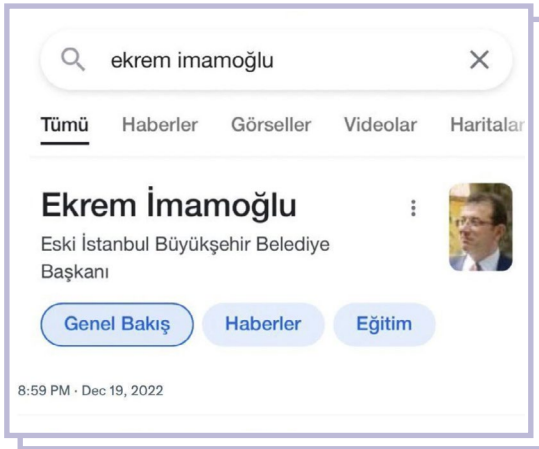 ekrem imamoğlu
Tümü Haberler Görseller Videolar Haritalar
Ekrem İmamoğlu
Eski İstanbul Büyükşehir Belediye
Başkanı
Genel Bakış Haberler Eğitim
8:59 PM · Dec 19, 2022